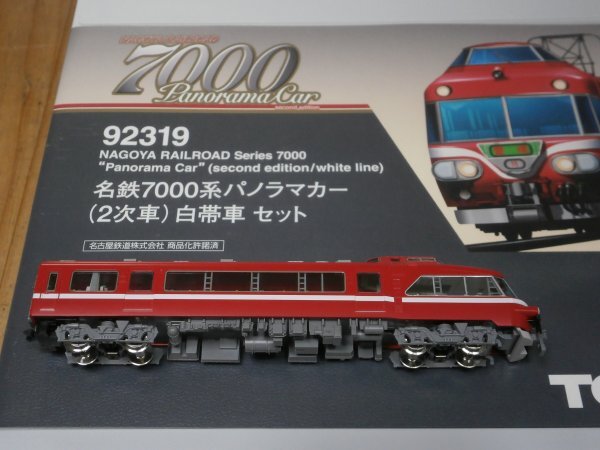 7000
Panorama Car
second edition
92319
NAGOYA RAILROAD Series 7000
"Panorama Car" (second edition/white line)
名鉄7000系パノラマカー
(2次車) 白帯車 セット
名古屋鉄道株式会社 商品化許諾済